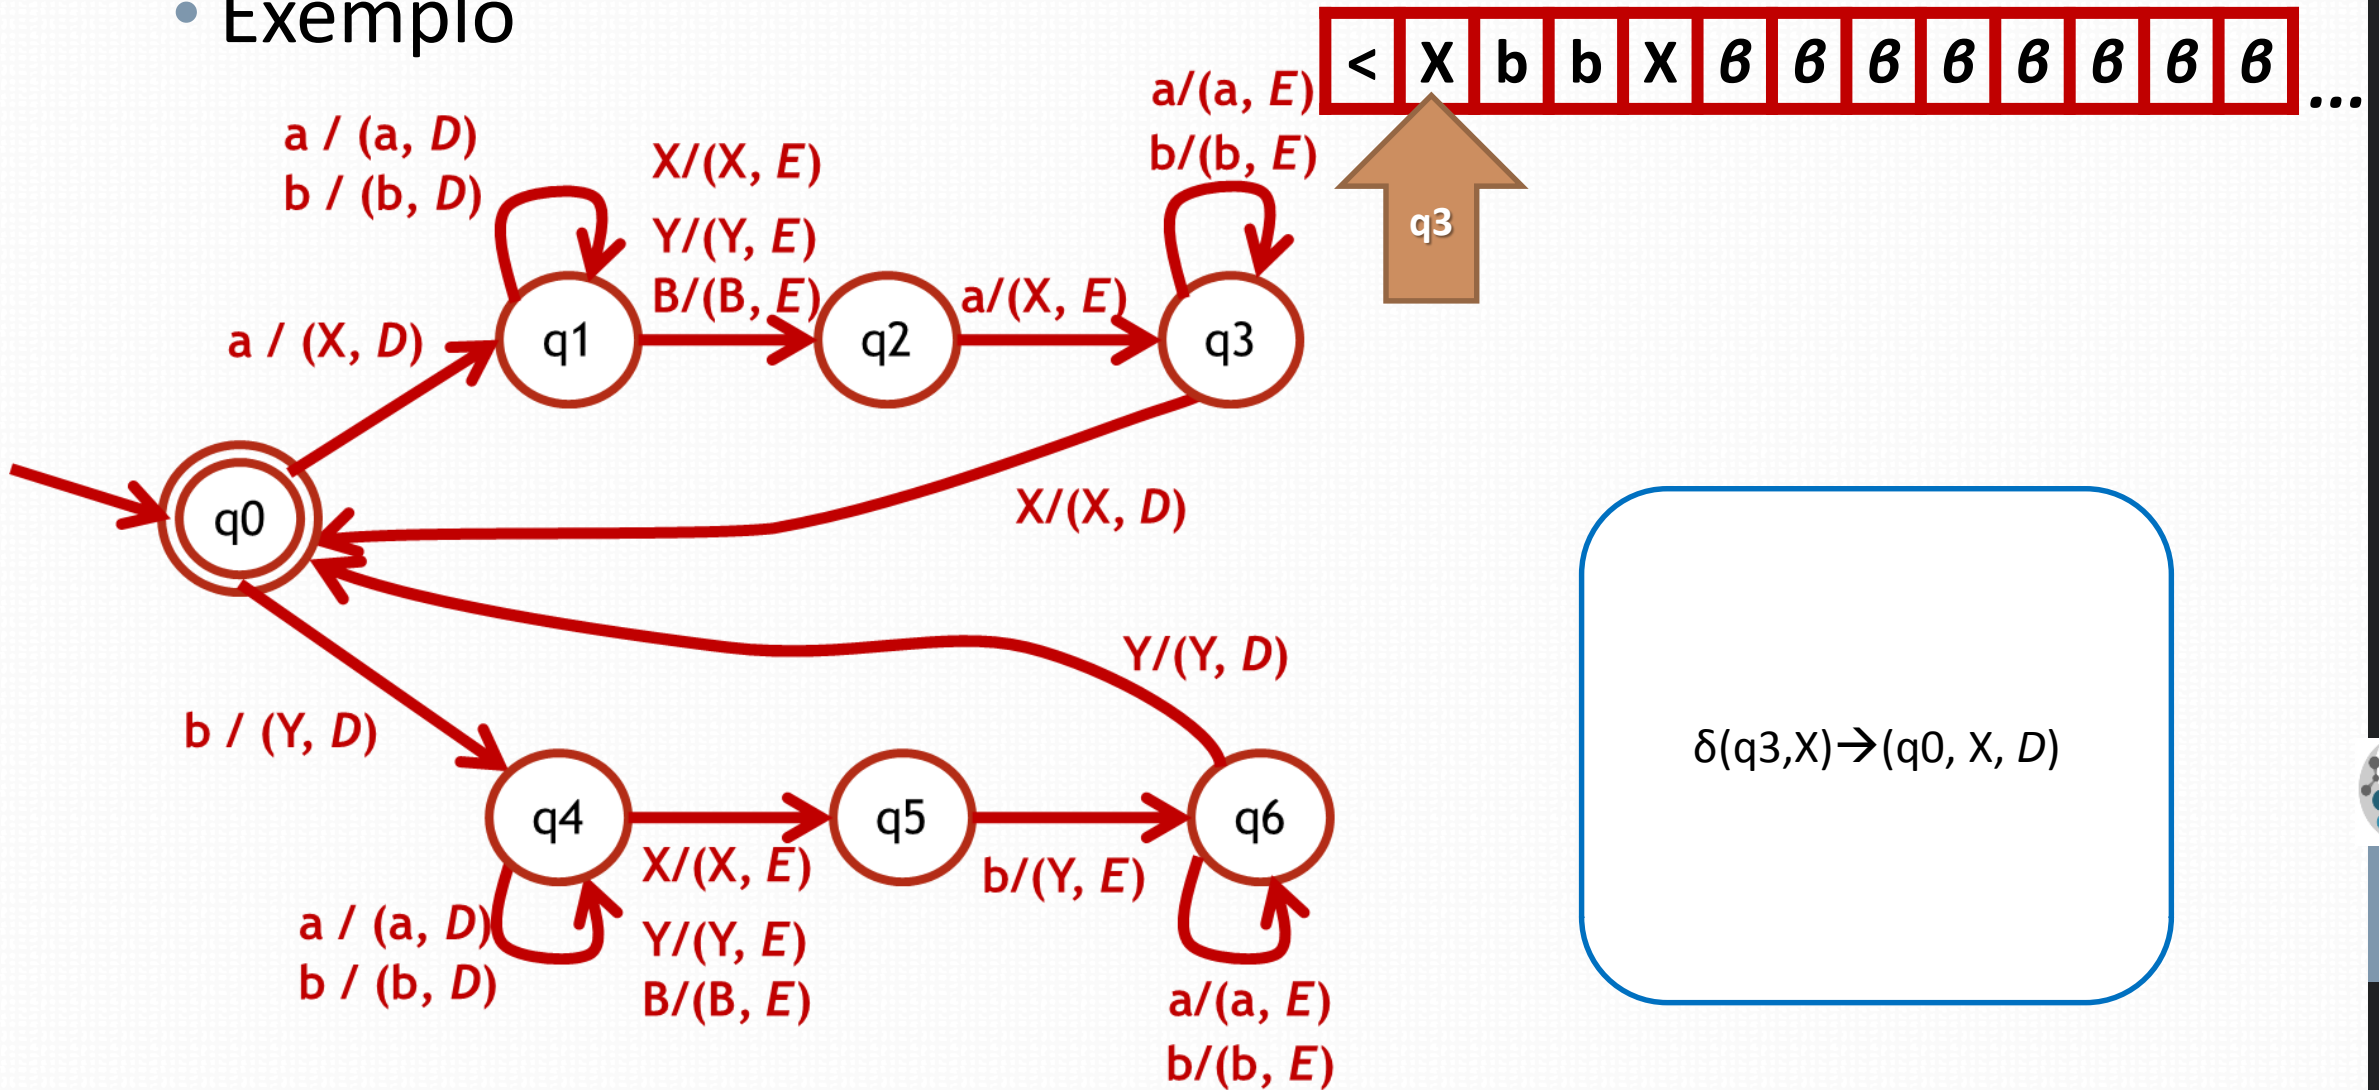 • Exemplo
< X b b X β β β β β β β β ...
q3
a / (a, D)
b / (b, D)
X/(X, E)
Y/(Y, E)
B/(B, E)
a/(a, E)
b/(b, E)
a / (X, D)
q1
q2
a/(X, E)
q3
q0
X/(X, D)
Y/(Y, D)
b / (Y, D)
δ(q3,X)→(q0, X, D)
q4
q5
q6
X/(X, E)
Y/(Y, E)
B/(B, E)
b/(Y, E)
a / (a, D)
b / (b, D)
a/(a, E)
b/(b, E)